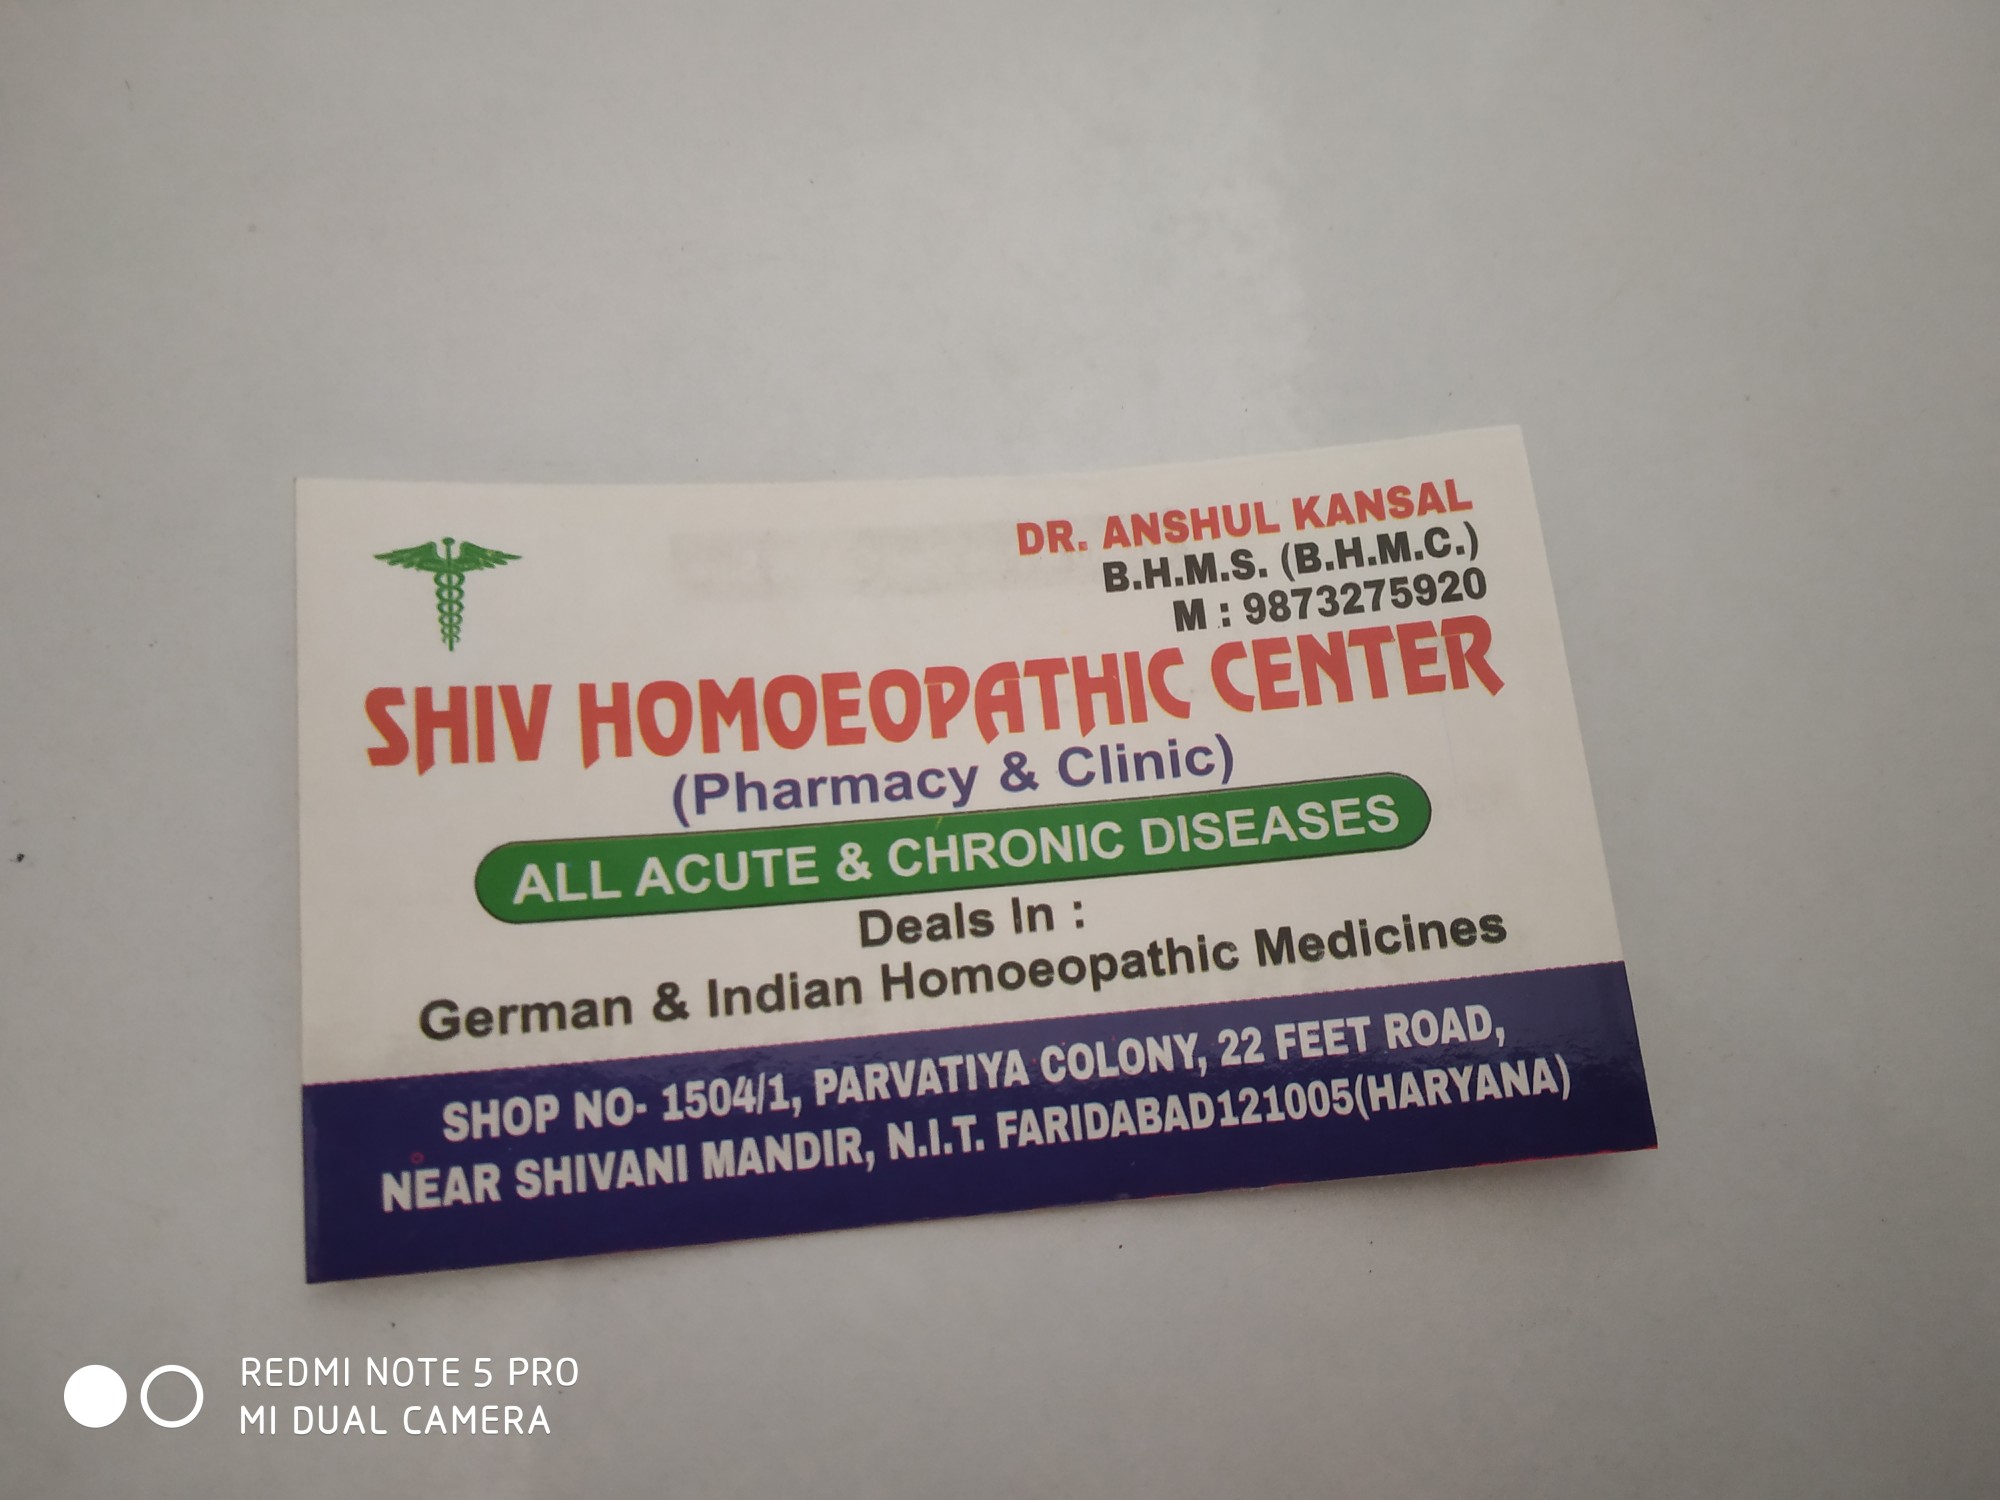 DR. ANSHUL KANSAL
B.H.M.S. (B.H.M.C.)
M : 9873275920
SHIV HOMOEOPATHIC CENTER
(Pharmacy & Clinic)
ALL ACUTE & CHRONIC DISEASES
Deals In :
German & Indian Homoeopathic Medicines
SHOP NO- 1504/1, PARVATIYA COLONY, 22 FEET ROAD,
NEAR SHIVANI MANDIR, N.I.T. FARIDABAD121005(HARYANA)
REDMI NOTE 5 PRO
MI DUAL CAMERA